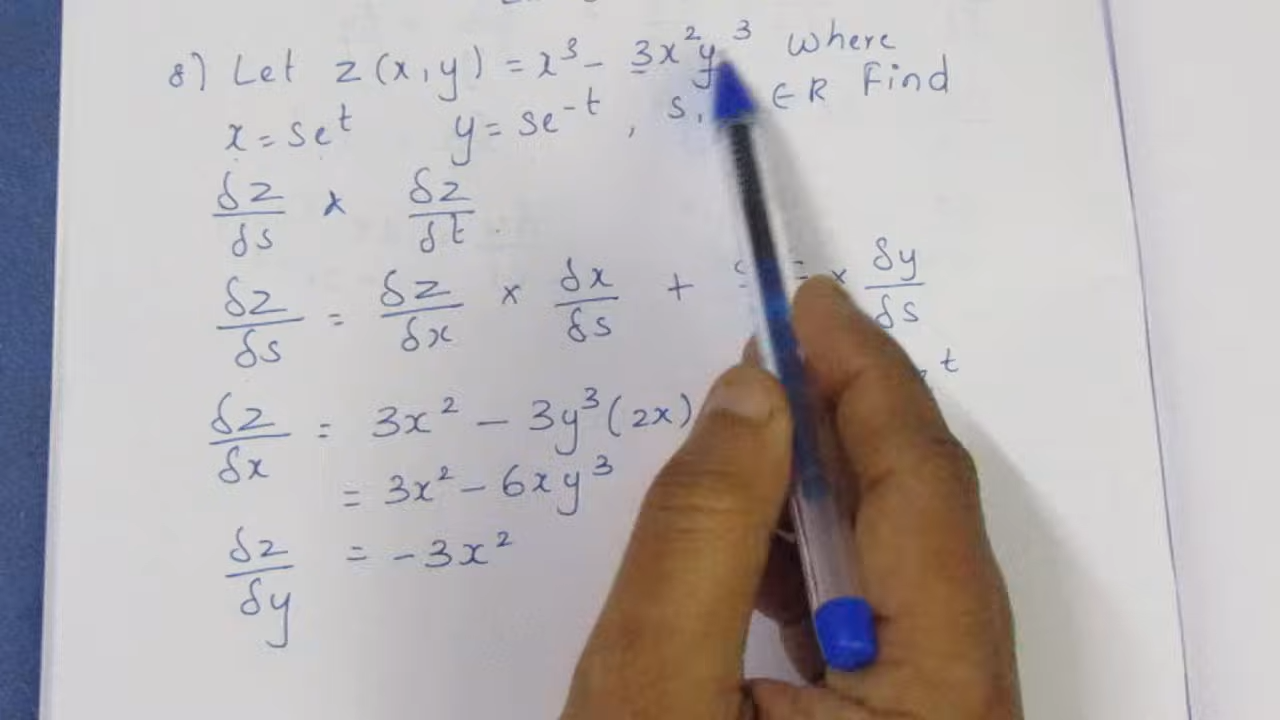 8) Let z(x,y) = x³ - 3x²y³ where
x = se^t y = se^-t, s, ∈ R Find
δz/δs × δz/δt
δz/δs = δz/δx × δx/δs + × δy/δs
t
δz/δx = 3x² - 3y³(2x)
= 3x² - 6xy³
δz/δy = -3x²